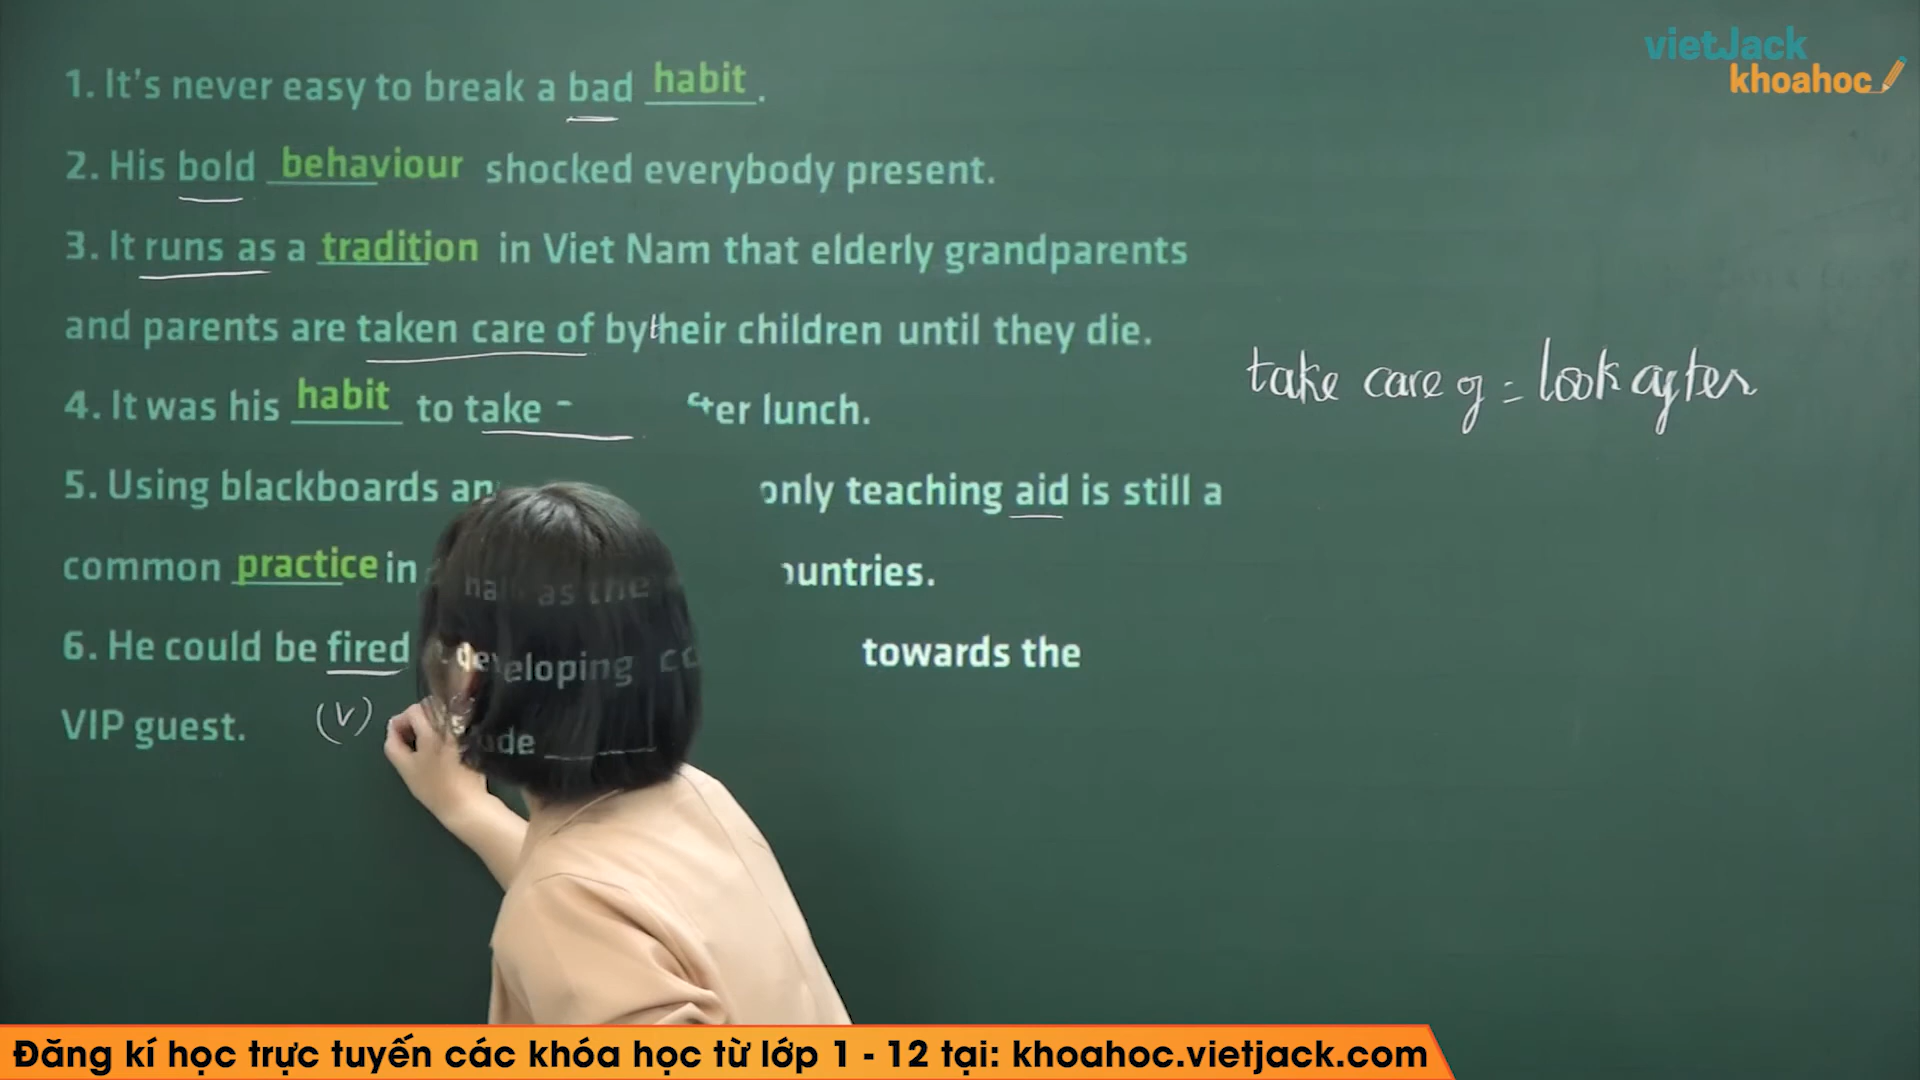 vietJack
khoahoc
1. It's never easy to break a bad habit.
2. His bold behaviour shocked everybody present.
3. It runs as a tradition in Viet Nam that elderly grandparents
and parents are taken care of by their children until they die.
take care of = look after
4. It was his habit to take ter lunch.
5. Using blackboards an only teaching aid is still a
common practice in ountries.
as the
6. He could be fired towards the
developing
VIP guest. (v)
Đăng kí học trực tuyến các khóa học từ lớp 1 - 12 tại: khoahoc.vietjack.com